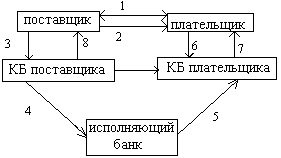 1
поставщик плательщик
2
3 8 6 7
КБ поставщика КБ плательщика
4 5
исполняющий
банк